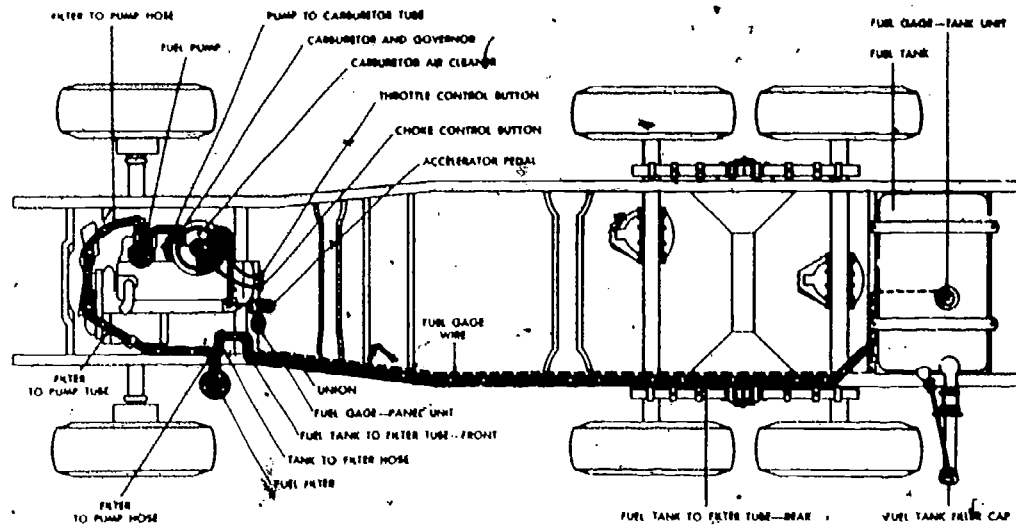 FILTER TO PUMP HOSE
PUMP TO CARBURETOR TUBE
FUEL PUMP
CARBURETOR AND GOVERNOR
CARBURETOR AIR CLEANER
THROTTLE CONTROL BUTTON
CHOKE CONTROL BUTTON
ACCELERATOR PEDAL
FUEL GAGE—TANK UNIT
FUEL TANK
FUEL GAGE
WIRE
FILTER
TO PUMP TUBE
UNION
FUEL GAGE—PANEL UNIT
FUEL TANK TO FILTER TUBE—FRONT
TANK TO FILTER HOSE
FUEL FILTER
FILTER
TO PUMP HOSE
FUEL TANK TO FILTER TUBE—REAR
FUEL TANK FILLER CAP